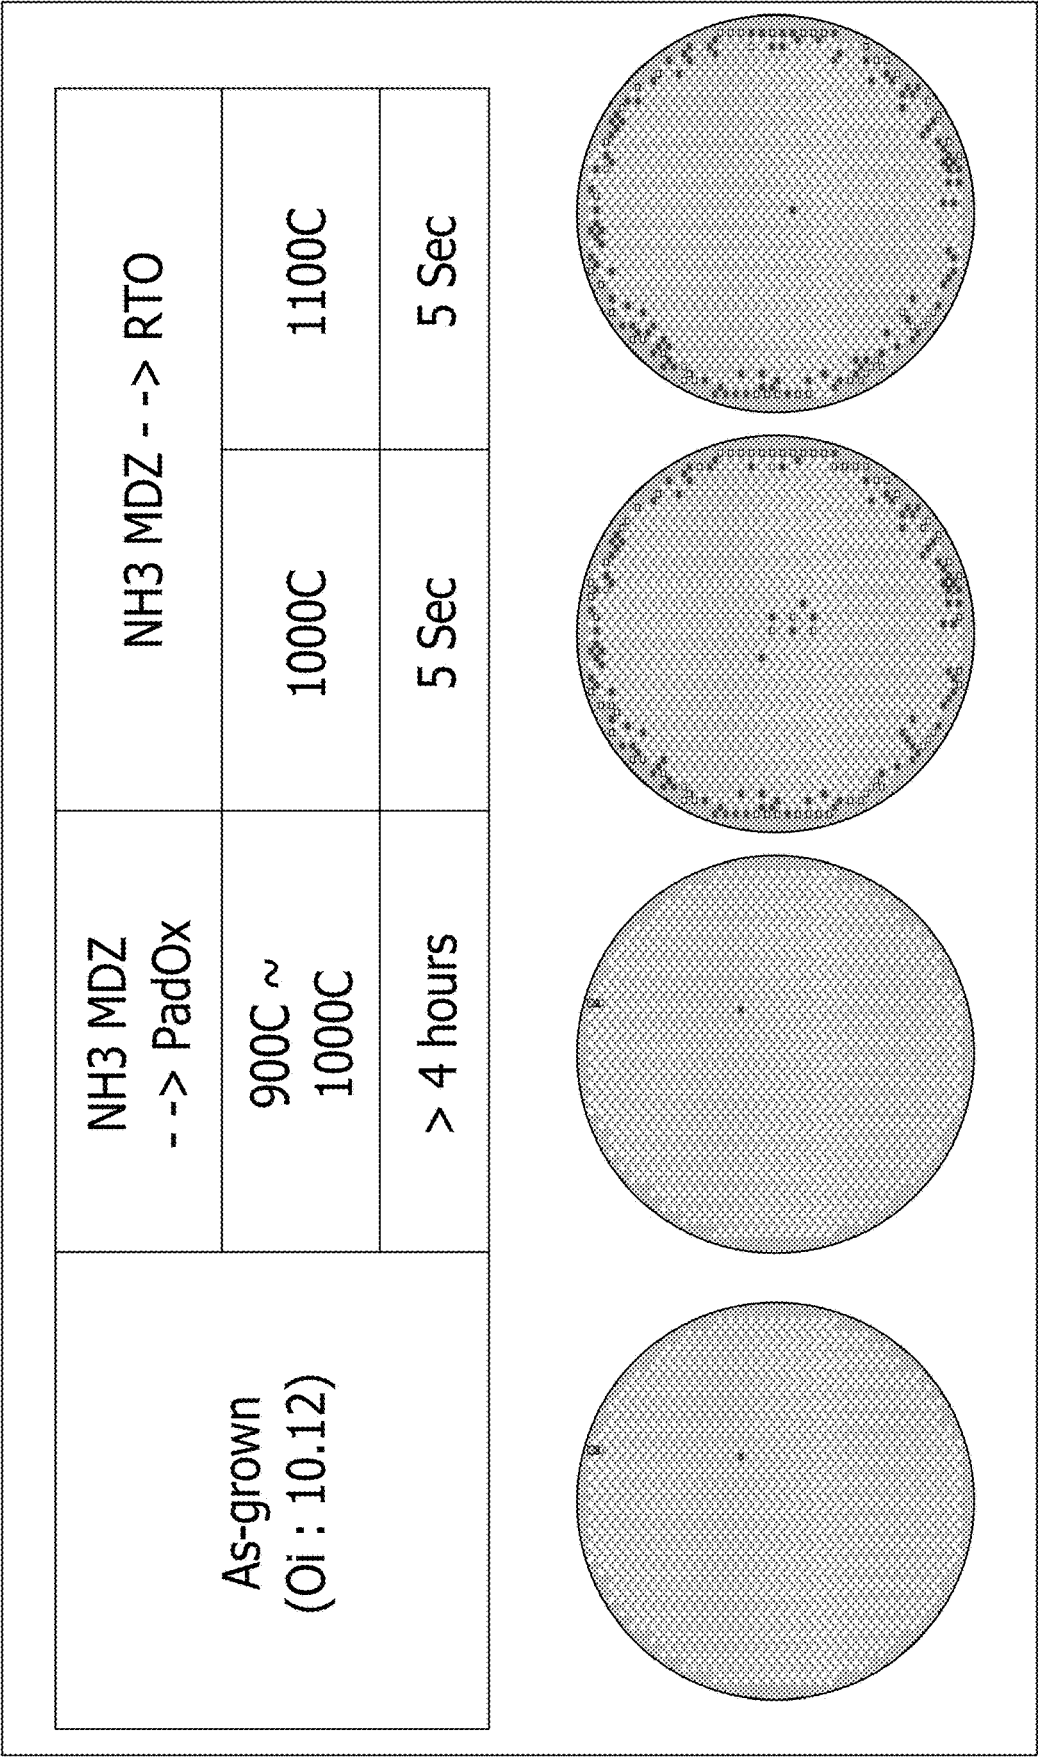 As-grown
(Oi : 10.12)
NH3 MDZ
- -> PadOx
NH3 MDZ - -> RTO
900C ~
1000C
1000C
1100C
> 4 hours
5 Sec
5 Sec